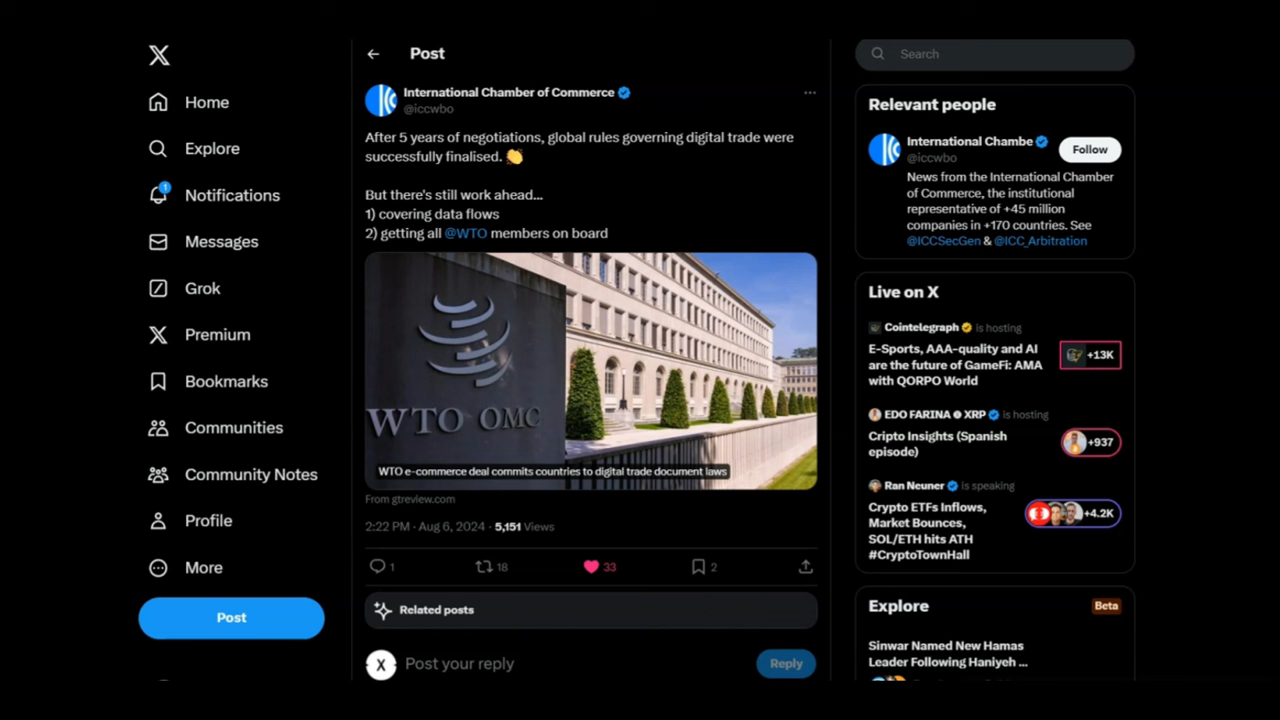 Home
Explore
1
Notifications
Messages
Grok
Premium
Bookmarks
Communities
Community Notes
Profile
More
Post
Post
International Chamber of Commerce
@iccwbo
After 5 years of negotiations, global rules governing digital trade were
successfully finalised. 👏
But there's still work ahead...
1) covering data flows
2) getting all @WTO members on board
WTO OMC
WTO e-commerce deal commits countries to digital trade document laws
From gtreview.com
2:22 PM · Aug 6, 2024 · 5,151 Views
1 18 33 2
Related posts
X Post your reply Reply
Search
Relevant people
International Chambe
@iccwbo
Follow
News from the International Chamber
of Commerce, the institutional
representative of +45 million
companies in +170 countries. See
@ICCSecGen & @ICC_Arbitration
Live on X
Cointelegraph is hosting
E-Sports, AAA-quality and AI
are the future of GameFi: AMA
with QORPO World
+13K
EDO FARINA XRP is hosting
Cripto Insights (Spanish
episode)
+937
Ran Neuner is speaking
Crypto ETFs Inflows,
Market Bounces,
SOL/ETH hits ATH
#CryptoTownHall
+4.2K
Explore
Beta
Sinwar Named New Hamas
Leader Following Haniyeh ...